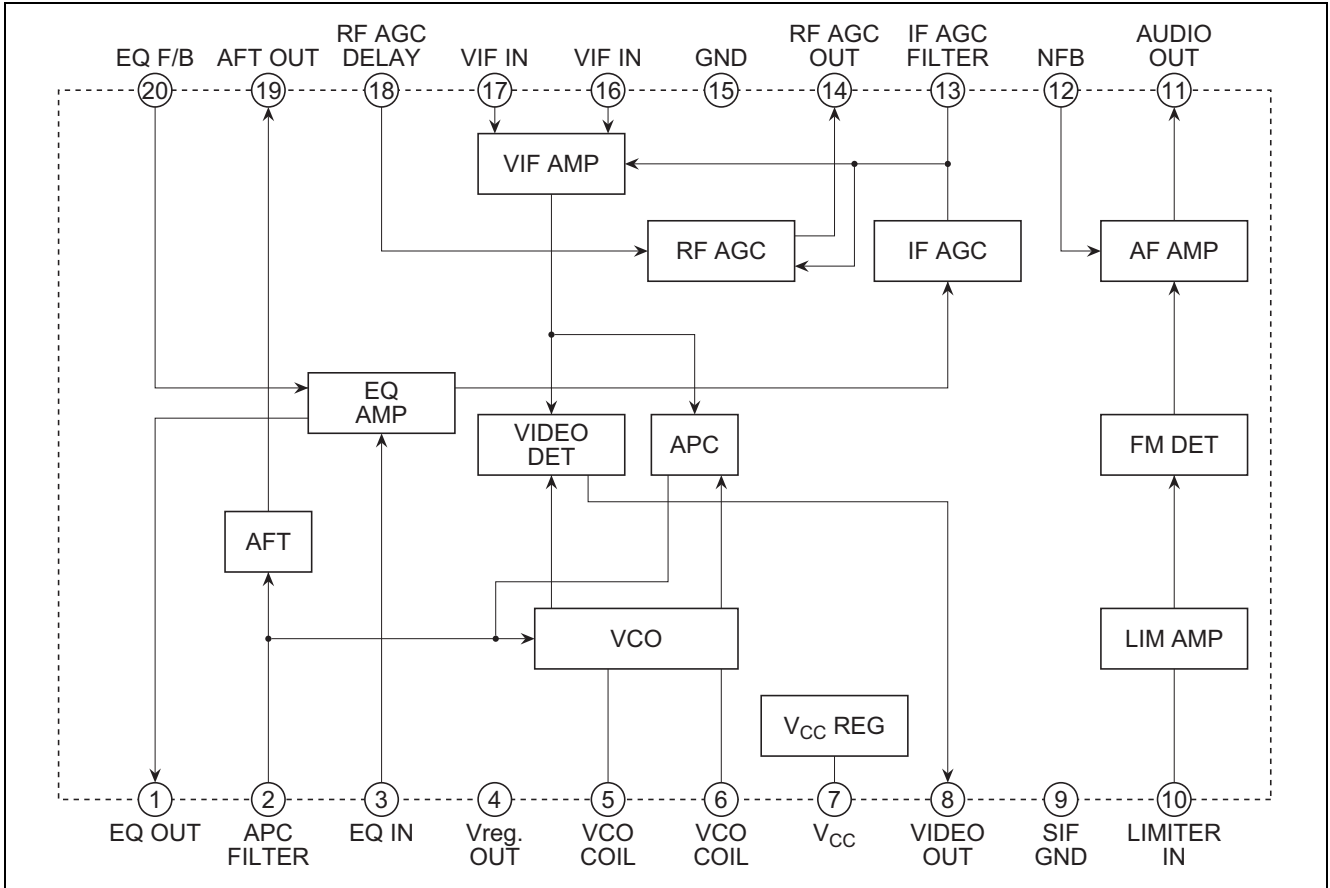 EQ F/B
AFT OUT
RF AGC
DELAY
VIF IN
VIF IN
GND
RF AGC
OUT
IF AGC
FILTER
NFB
AUDIO
OUT
20
19
18
17
16
15
14
13
12
11
VIF AMP
RF AGC
IF AGC
AF AMP
EQ
AMP
VIDEO
DET
APC
FM DET
AFT
VCO
LIM AMP
VCC REG
1
2
3
4
5
6
7
8
9
10
EQ OUT
APC
FILTER
EQ IN
Vreg.
OUT
VCO
COIL
VCO
COIL
VCC
VIDEO
OUT
SIF
GND
LIMITER
IN